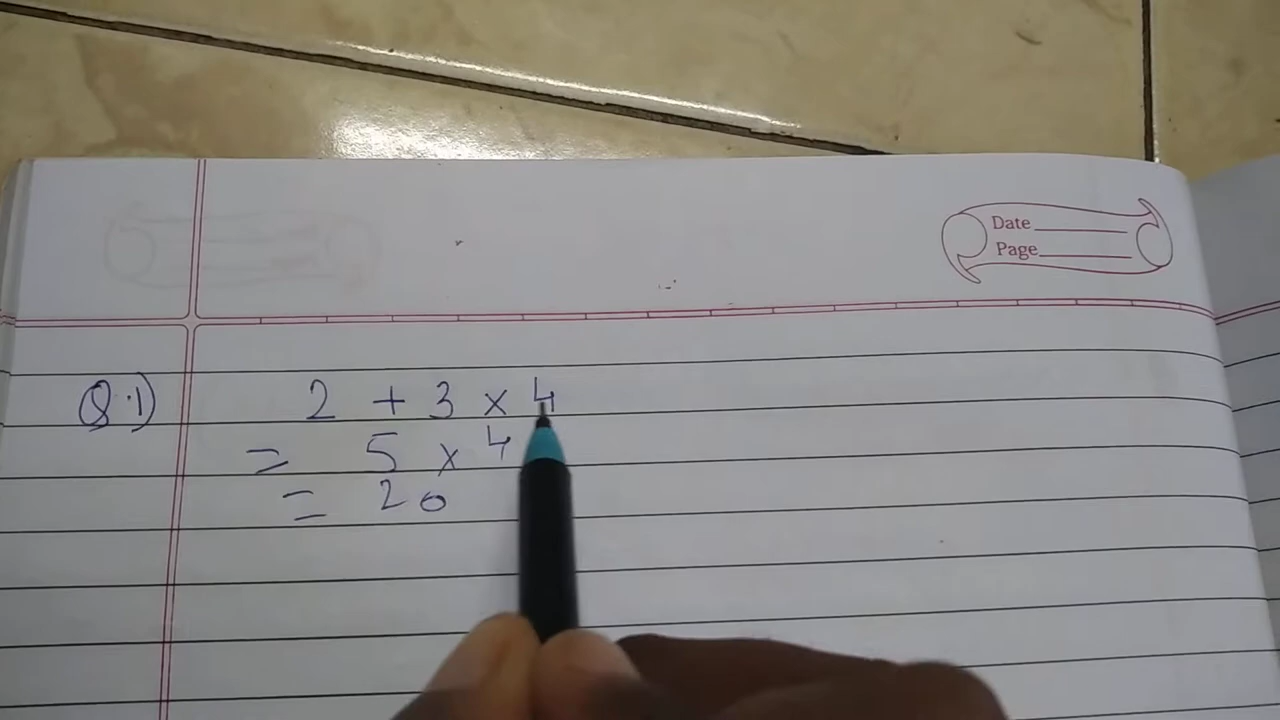 Date
Page
Q.1) 2 + 3 × 4
= 5 × 4
= 20